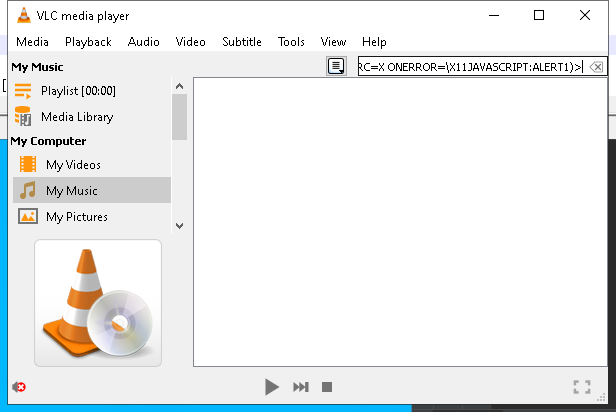 VLC media player
Media Playback Audio Video Subtitle Tools View Help
My Music
RC=X ONERROR=\X11JAVASCRIPT:ALERT1)>
Playlist [00:00]
Media Library
My Computer
My Videos
My Music
My Pictures